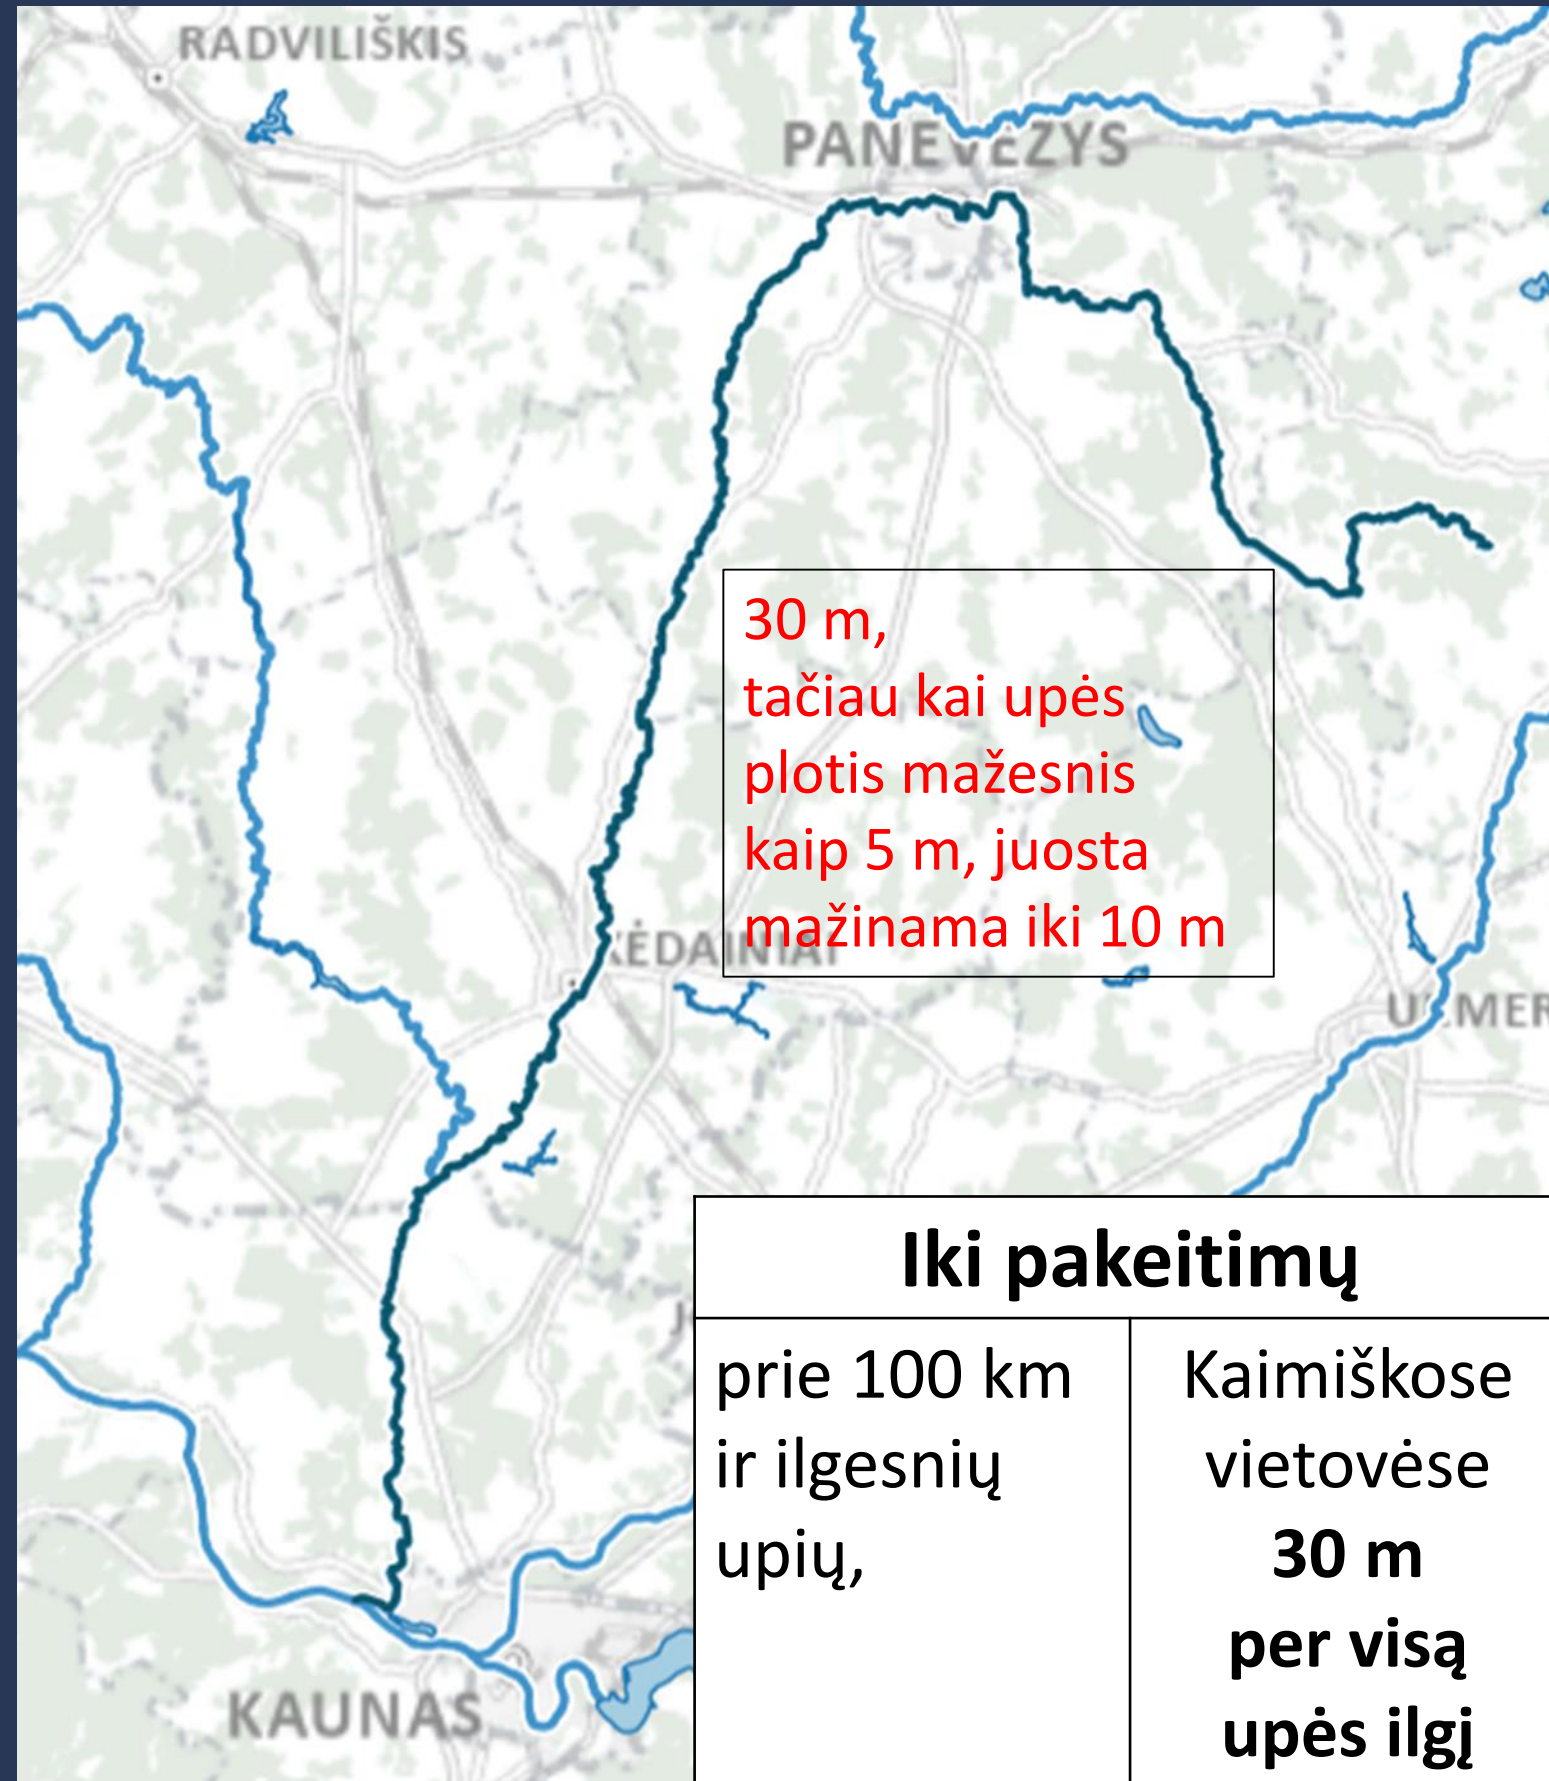 RADVILIŠKIS
PANEVĖŽYS
30 m,
tačiau kai upės
plotis mažesnis
kaip 5 m, juosta
mažinama iki 10 m
KĖDAINIAI
Iki pakeitimų
prie 100 km
ir ilgesnių
upių,
Kaimiškose
vietovėse
30 m
per visą
upės ilgį
KAUNAS